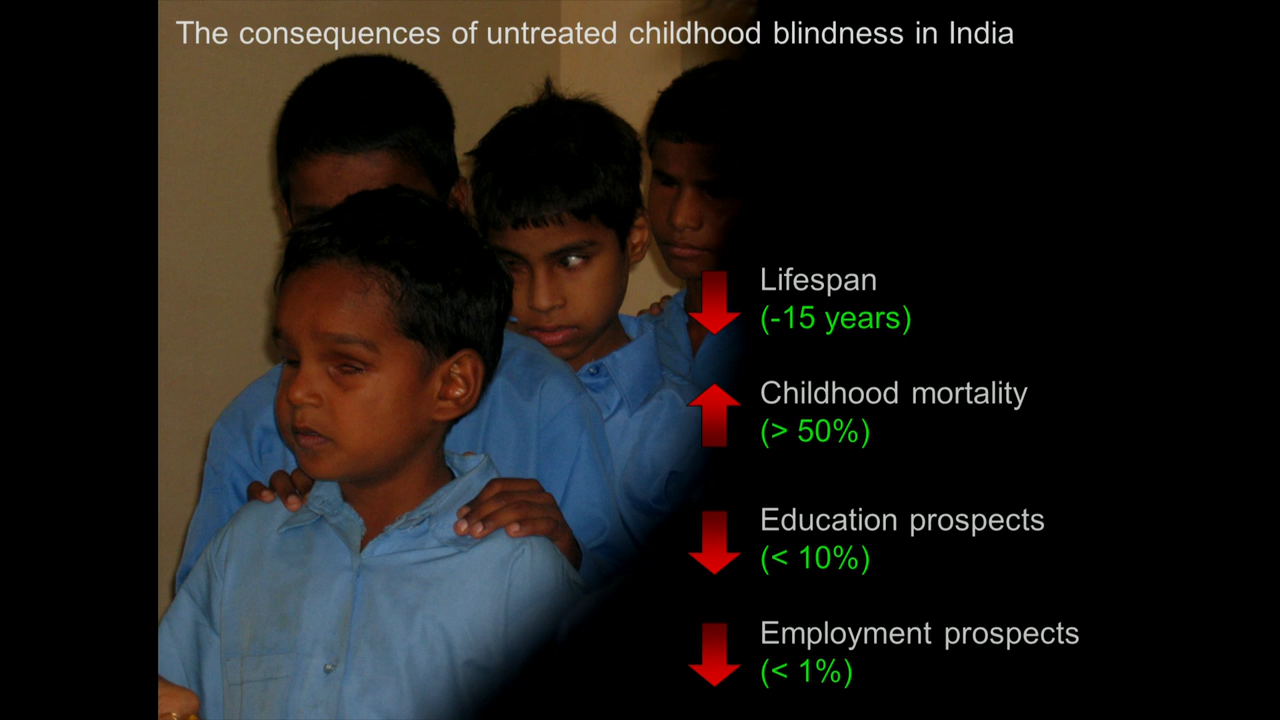 The consequences of untreated childhood blindness in India
Lifespan
(-15 years)
Childhood mortality
(> 50%)
Education prospects
(< 10%)
Employment prospects
(< 1%)